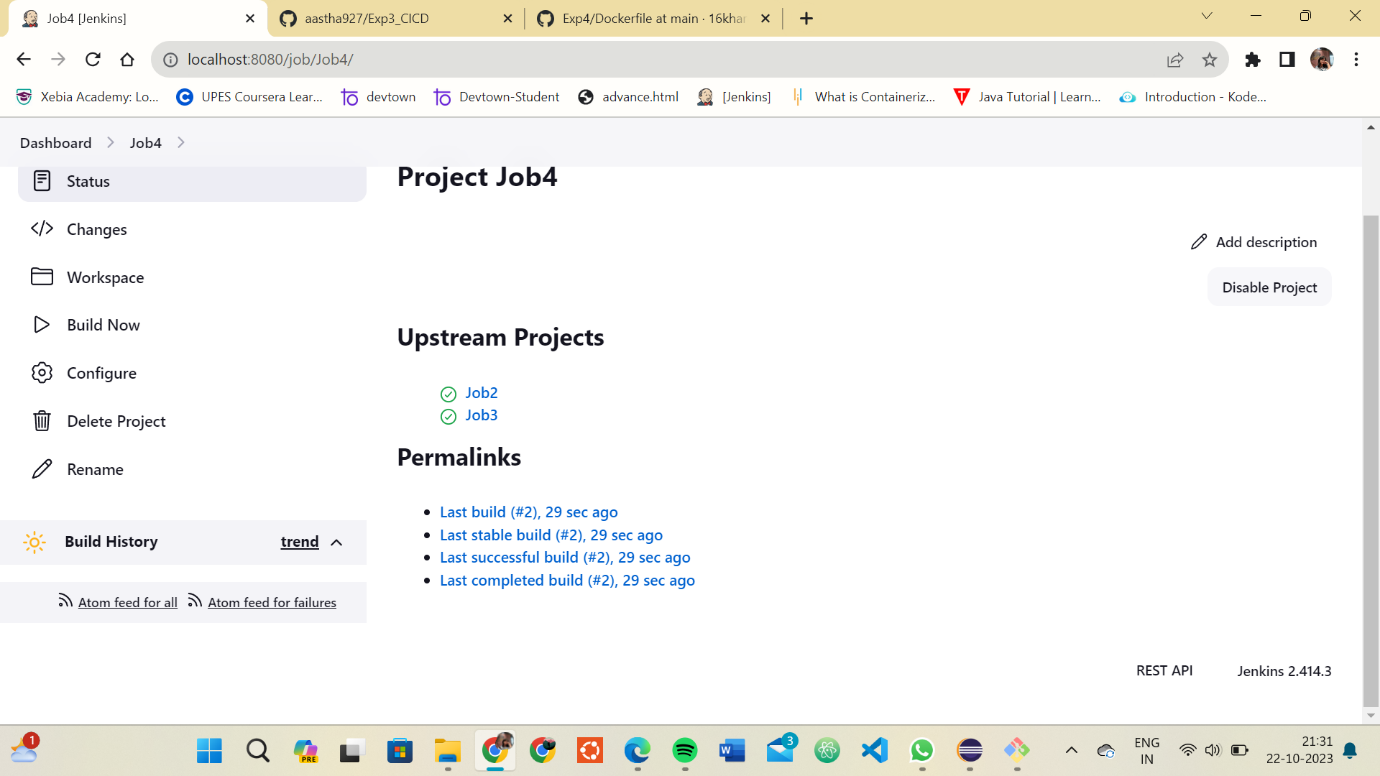 Job4 [Jenkins]
aastha927/Exp3_CICD
Exp4/Dockerfile at main · 16khan
localhost:8080/job/Job4/
Xebia Academy: Lo...
UPES Coursera Lear...
devtown
Devtown-Student
advance.html
[Jenkins]
What is Containeriz...
Java Tutorial | Learn...
Introduction - Kode...
Dashboard
Job4
Status
Changes
Workspace
Build Now
Configure
Delete Project
Rename
Build History
trend
Atom feed for all
Atom feed for failures
Project Job4
Add description
Disable Project
Upstream Projects
Job2
Job3
Permalinks
Last build (#2), 29 sec ago
Last stable build (#2), 29 sec ago
Last successful build (#2), 29 sec ago
Last completed build (#2), 29 sec ago
REST API
Jenkins 2.414.3
1
PRE
3
ENG
IN
21:31
22-10-2023